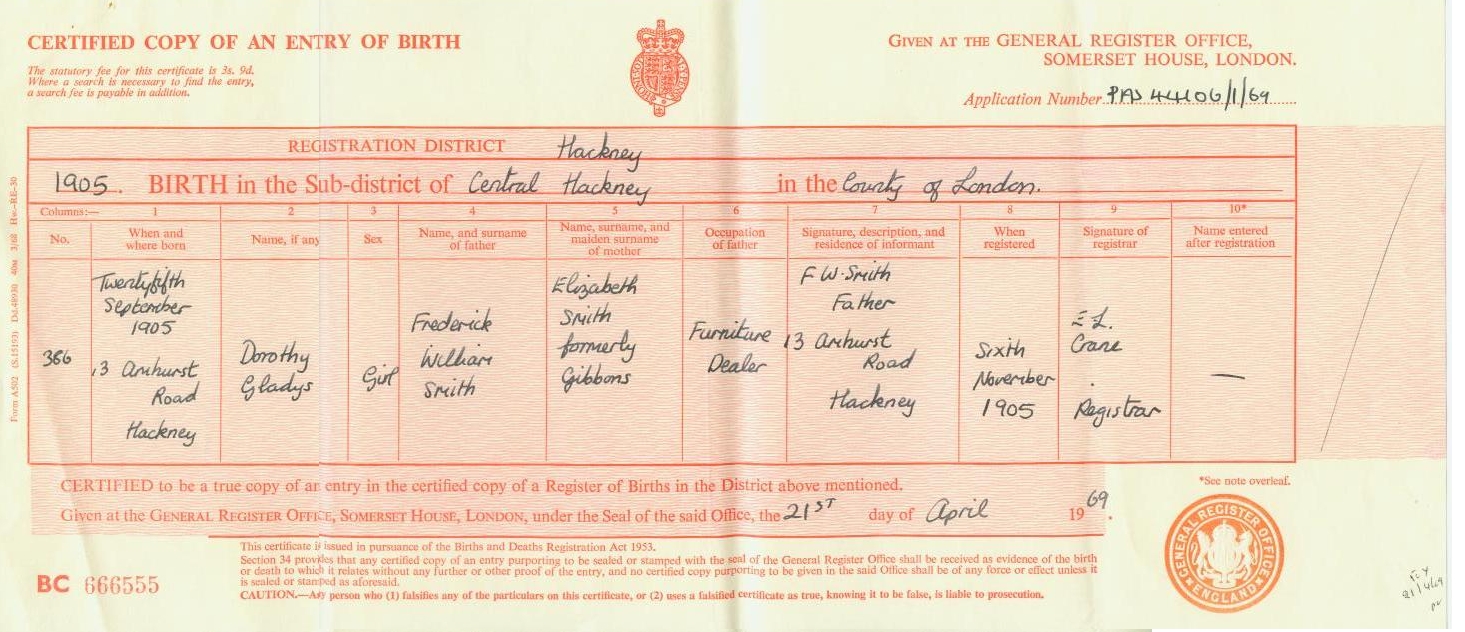 CERTIFIED COPY OF AN ENTRY OF BIRTH
The statutory fee for this certificate is 3s. 9d.
Where a search is necessary to find the entry,
a search fee is payable in addition.
GIVEN AT THE GENERAL REGISTER OFFICE,
SOMERSET HOUSE, LONDON.
Application Number PAS 44106/1/69
REGISTRATION DISTRICT Hackney
1905. BIRTH in the Sub-district of Central Hackney in the County of London.
Columns:— 1 2 3 4 5 6 7 8 9 10*
No.
When and
where born
Name, if any
Sex
Name, and surname
of father
Name, surname, and
maiden surname
of mother
Occupation
of father
Signature, description, and
residence of informant
When
registered
Signature of
registrar
Name entered
after registration
366
Twentyfifth
September
1905
13 Amhurst
Road
Hackney
Dorothy
Gladys
Girl
Frederick
William
Smith
Elizabeth
Smith
formerly
Gibbons
Furniture
Dealer
F W. Smith
Father
13 Amhurst
Road
Hackney
Sixth
November
1905
E L.
Crane
.
Registrar
—
CERTIFIED to be a true copy of an entry in the certified copy of a Register of Births in the District above mentioned.
Given at the GENERAL REGISTER OFFICE, SOMERSET HOUSE, LONDON, under the Seal of the said Office, the 21ST day of April 1969.
*See note overleaf.
This certificate is issued in pursuance of the Births and Deaths Registration Act 1953.
Section 34 provides that any certified copy of an entry purporting to be sealed or stamped with the seal of the General Register Office shall be received as evidence of the birth
or death to which it relates without any further or other proof of the entry, and no certified copy purporting to be given in the said Office shall be of any force or effect unless it
is sealed or stamped as aforesaid.
CAUTION.—Any person who (1) falsifies any of the particulars on this certificate, or (2) uses a falsified certificate as true, knowing it to be false, is liable to prosecution.
BC 666555
GENERAL REGISTER OFFICE
ENGLAND
Form A502 (S.15193) Dd.48930 40m 3/68 Hw.-RE-30
21/4/69